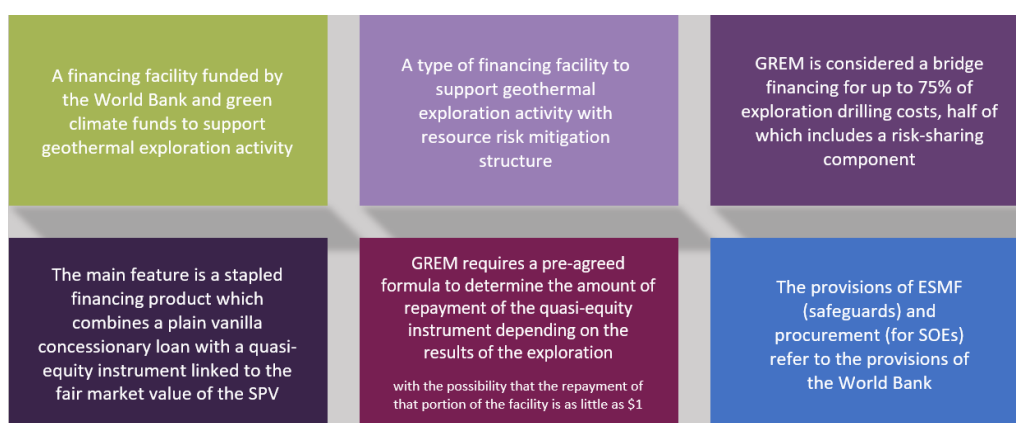 A financing facility funded by
the World Bank and green
climate funds to support
geothermal exploration activity
A type of financing facility to
support geothermal
exploration activity with
resource risk mitigation
structure
GREM is considered a bridge
financing for up to 75% of
exploration drilling costs, half of
which includes a risk-sharing
component
The main feature is a stapled
financing product which
combines a plain vanilla
concessionary loan with a quasi-
equity instrument linked to the
fair market value of the SPV
GREM requires a pre-agreed
formula to determine the amount of
repayment of the quasi-equity
instrument depending on the
results of the exploration
with the possibility that the repayment of
that portion of the facility is as little as $1
The provisions of ESMF
(safeguards) and
procurement (for SOEs)
refer to the provisions of
the World Bank